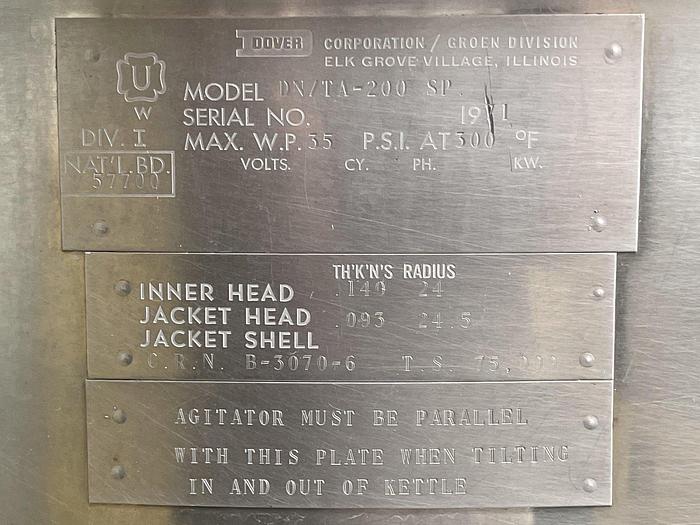 DOVER CORPORATION / GROEN DIVISION
ELK GROVE VILLAGE, ILLINOIS
U
W
MODEL DN/TA-200 SP.
SERIAL NO. 1971
DIV. I MAX. W.P. 35 P.S.I. AT 300 °F
VOLTS. CY. PH. KW.
NAT'L. BD.
57700
TH'K'N'S RADIUS
INNER HEAD .140 24
JACKET HEAD .093 24.5
JACKET SHELL
C.R.N. B-3070-6 T.S.
AGITATOR MUST BE PARALLEL
WITH THIS PLATE WHEN TILTING
IN AND OUT OF KETTLE